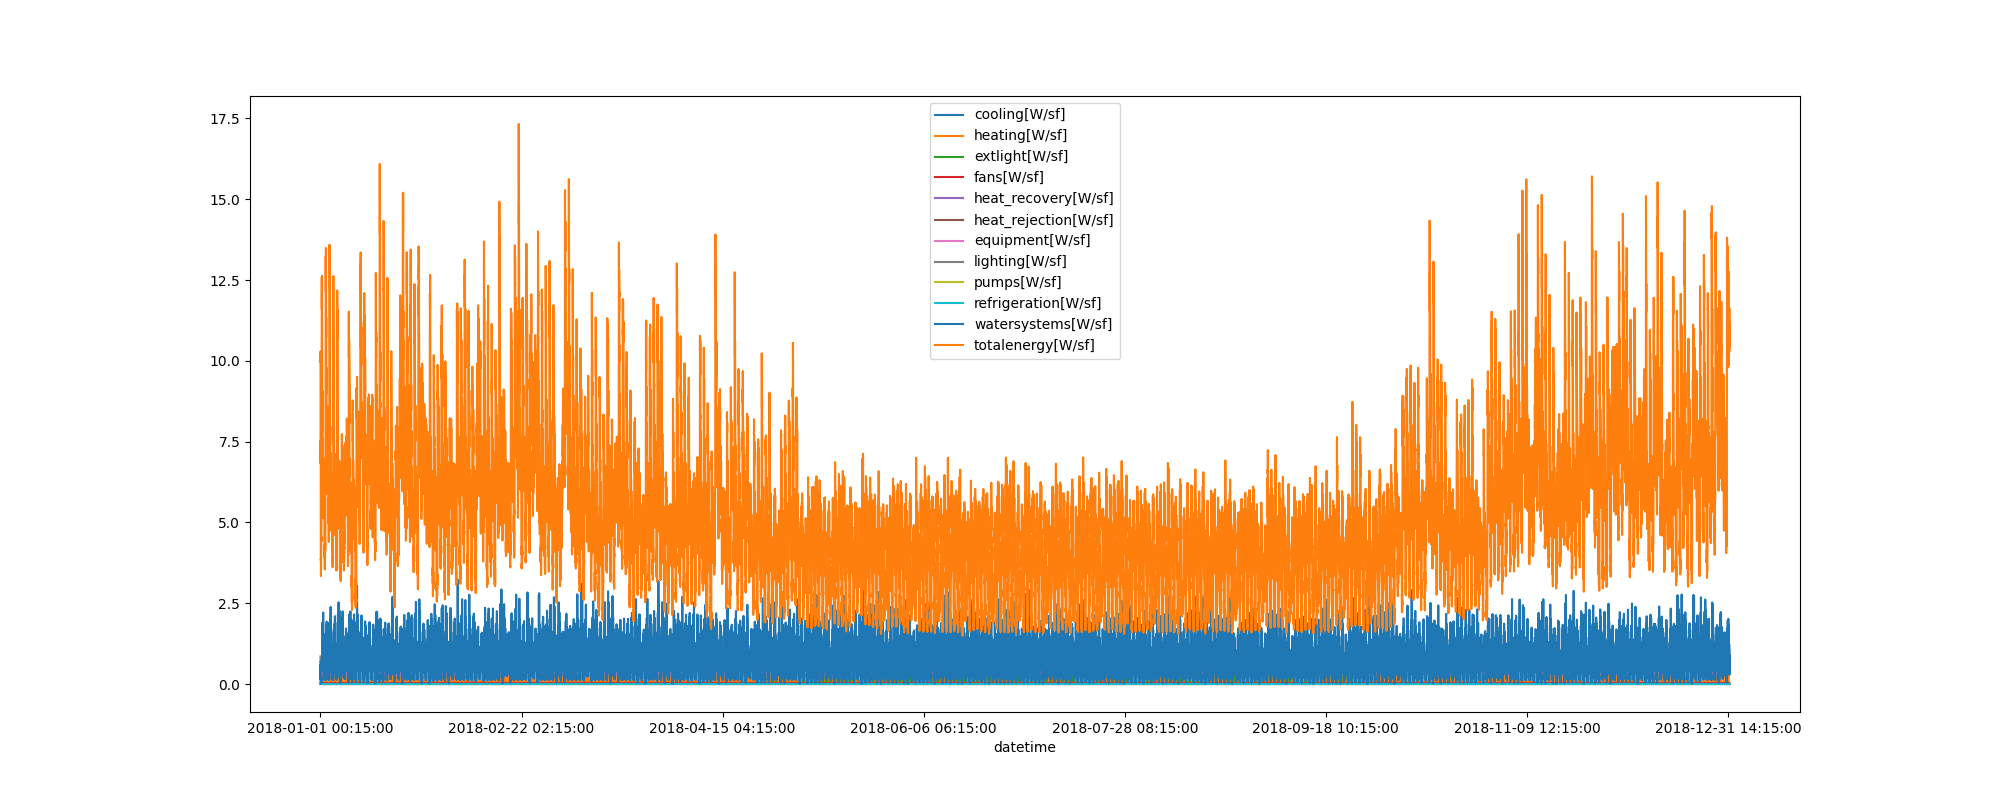 17.5
15.0
12.5
10.0
7.5
5.0
2.5
0.0
cooling[W/sf]
heating[W/sf]
extlight[W/sf]
fans[W/sf]
heat_recovery[W/sf]
heat_rejection[W/sf]
equipment[W/sf]
lighting[W/sf]
pumps[W/sf]
refrigeration[W/sf]
watersystems[W/sf]
totalenergy[W/sf]
2018-01-01 00:15:00 2018-02-22 02:15:00 2018-04-15 04:15:00 2018-06-06 06:15:00 2018-07-28 08:15:00 2018-09-18 10:15:00 2018-11-09 12:15:00 2018-12-31 14:15:00
datetime